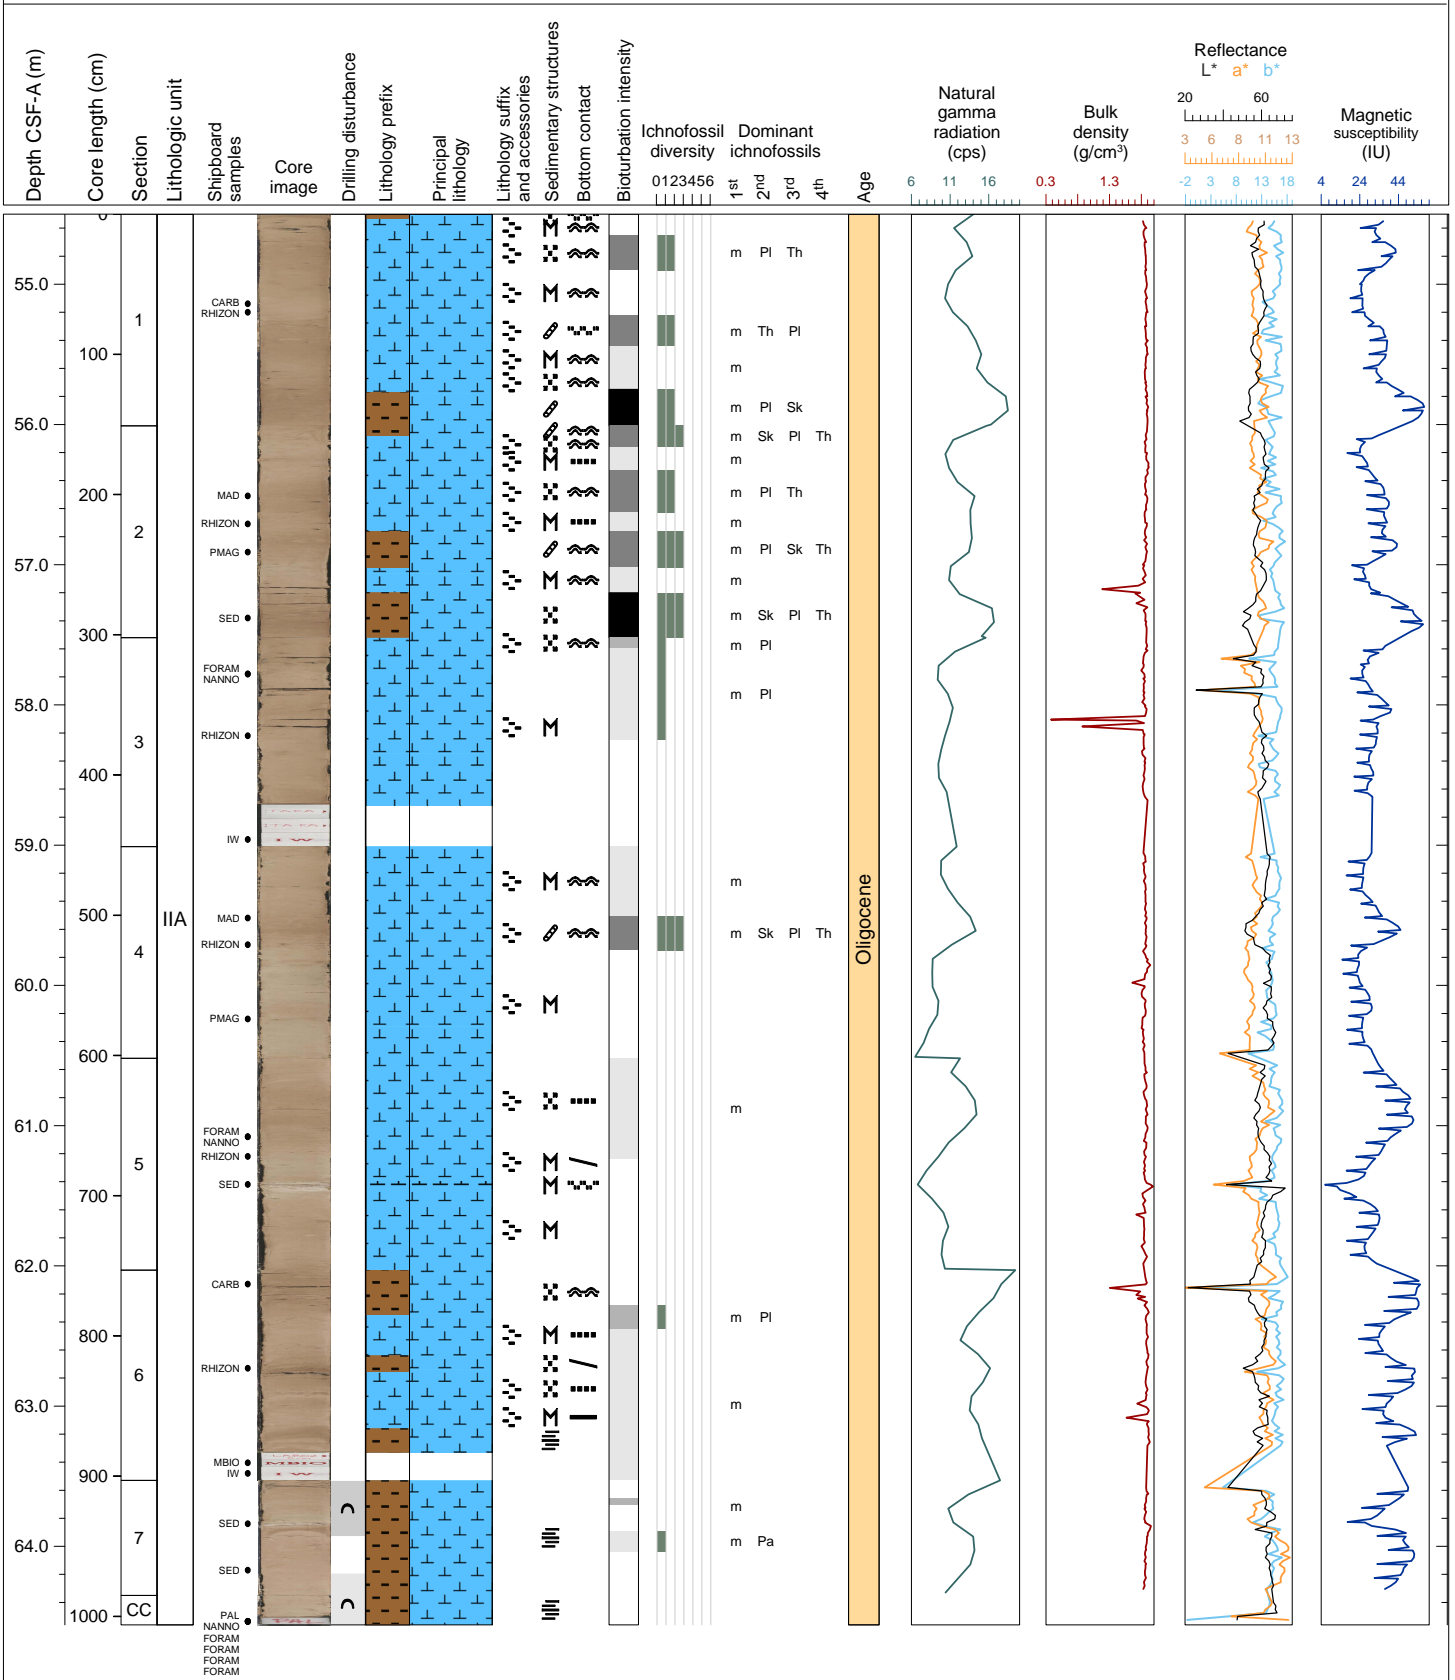 Depth CSF-A (m)
Core length (cm)
Section
Lithologic unit
Shipboard samples
Core image
Drilling disturbance
Lithology prefix
Principal lithology
Lithology suffix and accessories
Sedimentary structures
Bottom contact
Bioturbation intensity
Ichnofossil diversity
0123456
Dominant ichnofossils
1st 2nd 3rd 4th
Age
Natural gamma radiation (cps)
6 11 16
Bulk density (g/cm³)
0.3 1.3
Reflectance
L* a* b*
20 60
3 6 8 11 13
-2 3 8 13 18
Magnetic susceptibility (IU)
4 24 44
0
m Pl Th
55.0
CARB
RHIZON
1
m Th Pl
100
m
m Pl Sk
56.0
m Sk Pl Th
m
200 MAD
m Pl Th
RHIZON
m
2
PMAG
m Pl Sk Th
57.0
m
SED
m Sk Pl Th
300
m Pl
FORAM
NANNO
m Pl
58.0
3 RHIZON
400
IW
IW
59.0
m
500 IIA MAD
Oligocene
m Sk Pl Th
4 RHIZON
60.0
PMAG
600
m
61.0
FORAM
NANNO
5 RHIZON
SED
700
62.0
CARB
m Pl
800
RHIZON
6
63.0
m
MBIO
MBIO
IW
IW
900
m
SED
7
m Pa
64.0
SED
CC
1000
PAL
PAL
NANNO
FORAM
FORAM
FORAM
FORAM